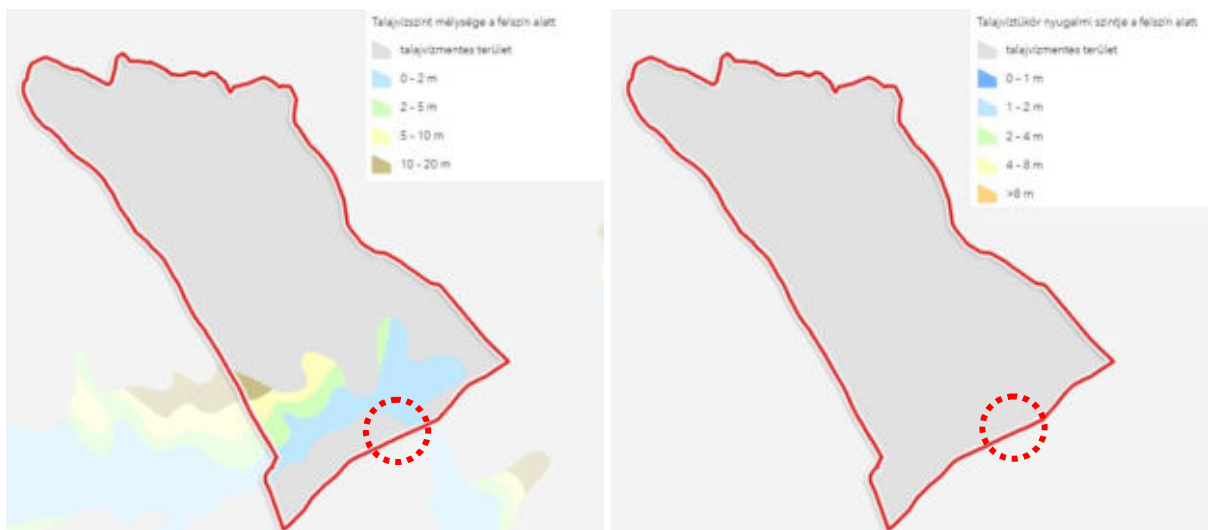 Talajvízszint mélysége a felszín alatt
talajvízmentes terület
0 - 2 m
2 - 5 m
5 - 10 m
10 - 20 m
Talajvíztükör nyugalmi szintje a felszín alatt
talajvízmentes terület
0 - 1 m
1 - 2 m
2 - 4 m
4 - 8 m
>8 m